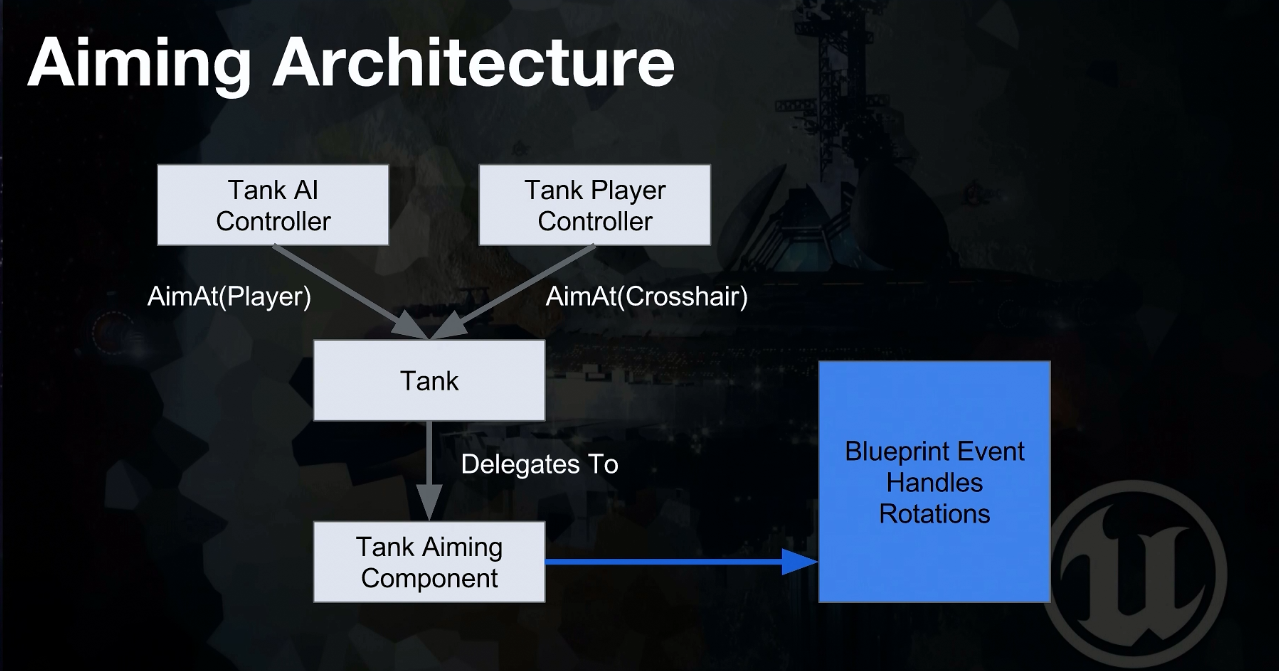 Aiming Architecture
Tank AI
Controller
Tank Player
Controller
AimAt(Player)
AimAt(Crosshair)
Tank
Delegates To
Blueprint Event
Handles
Rotations
Tank Aiming
Component